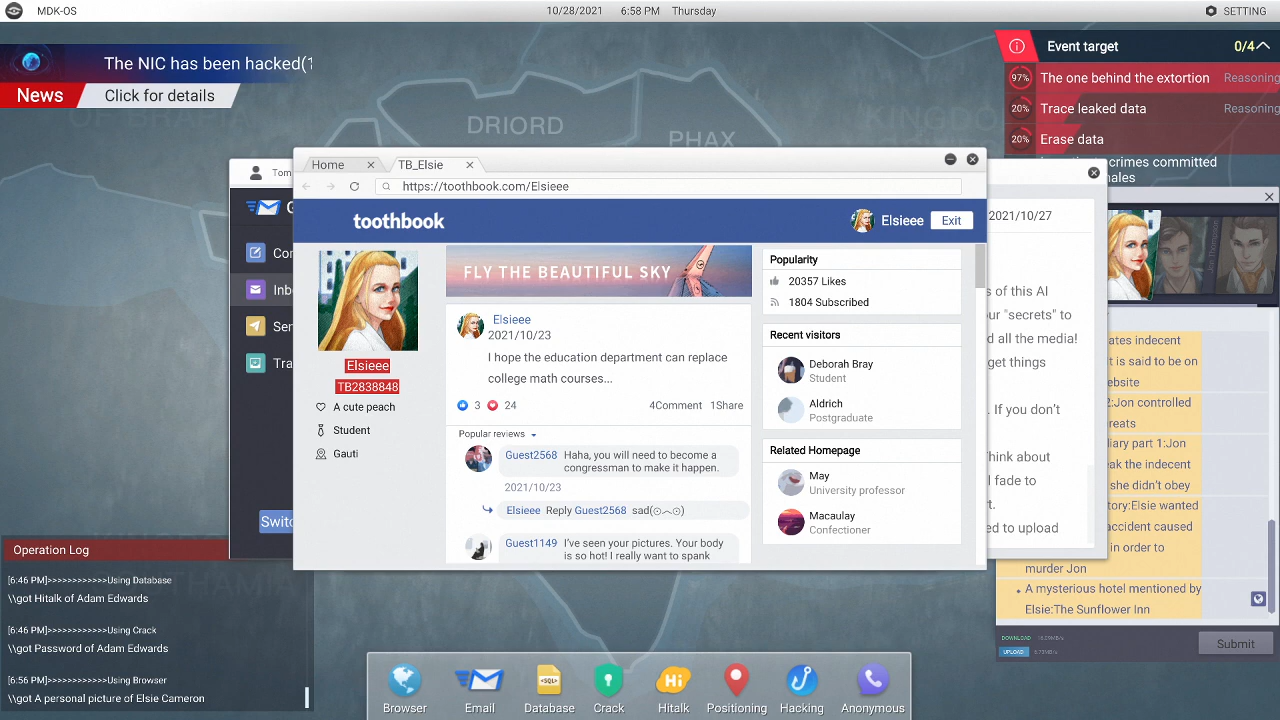 MDK-OS
10/28/2021 6:58 PM Thursday
SETTING
The NIC has been hacked(1
News
Click for details
Event target
0/4
97%
The one behind the extortion
Reasoning
20%
Trace leaked data
Reasoning
20%
Erase data
crimes committed
DRIORD
PHAX
Home
TB_Elsie
https://toothbook.com/Elsieee
toothbook
Elsieee
Exit
Elsieee
TB2838848
A cute peach
Student
Gauti
FLY THE BEAUTIFUL SKY
Elsieee
2021/10/23
I hope the education department can replace
college math courses...
3
24
4Comment 1Share
Popular reviews
Guest2568 Haha, you will need to become a
congressman to make it happen.
2021/10/23
Elsieee Reply Guest2568 sad(⊙︿⊙)
Guest1149 I've seen your pictures. Your body
is so hot! I really want to spank
Popularity
20357 Likes
1804 Subscribed
Recent visitors
Deborah Bray
Student
Aldrich
Postgraduate
Related Homepage
May
University professor
Macaulay
Confectioner
Tom
G
Con
Inb
Sen
Tra
Switc
2021/10/27
s of this AI
ur "secrets" to
d all the media!
get things
. If you don't
hink about
l fade to
t.
ed to upload
ates indecent
it is said to be on
ebsite
2:Jon controlled
reats
iary part 1:Jon
eak the indecent
she didn't obey
tory:Elsie wanted
accident caused
in order to
murder Jon
A mysterious hotel mentioned by
Elsie:The Sunflower Inn
DOWNLOAD
UPLOAD
Submit
Operation Log
[6:46 PM]>>>>>>>>>>>>Using Database
\\got Hitalk of Adam Edwards
[6:46 PM]>>>>>>>>>>>>Using Crack
\\got Password of Adam Edwards
[6:56 PM]>>>>>>>>>>>>Using Browser
\\got A personal picture of Elsie Cameron
Browser
Email
<SQL>
Database
Crack
Hi
Hitalk
Positioning
Hacking
Anonymous